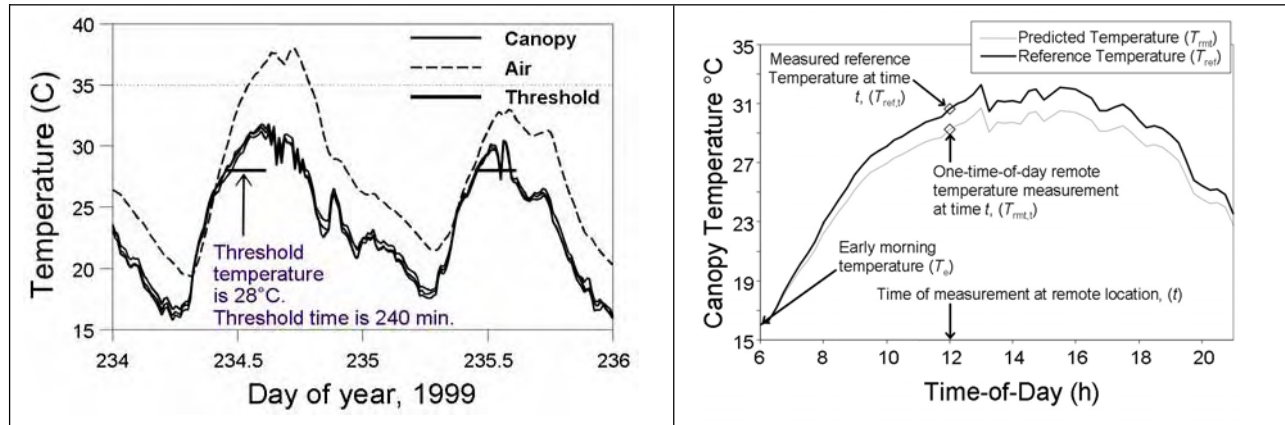 40
35
30
25
20
15
Temperature (C)
Canopy
Air
Threshold
Threshold
temperature
is 28°C.
Threshold time is 240 min.
234
234.5
235
235.5
236
Day of year, 1999
35
31
27
23
19
15
Canopy Temperature °C
Predicted Temperature (Trmt)
Reference Temperature (Tref)
Measured reference
Temperature at time
t, (Tref,t)
One-time-of-day remote
temperature measurement
at time t, (Trmt,t)
Early morning
temperature (Te)
Time of measurement at remote location, (t)
6
8
10
12
14
16
18
20
Time-of-Day (h)